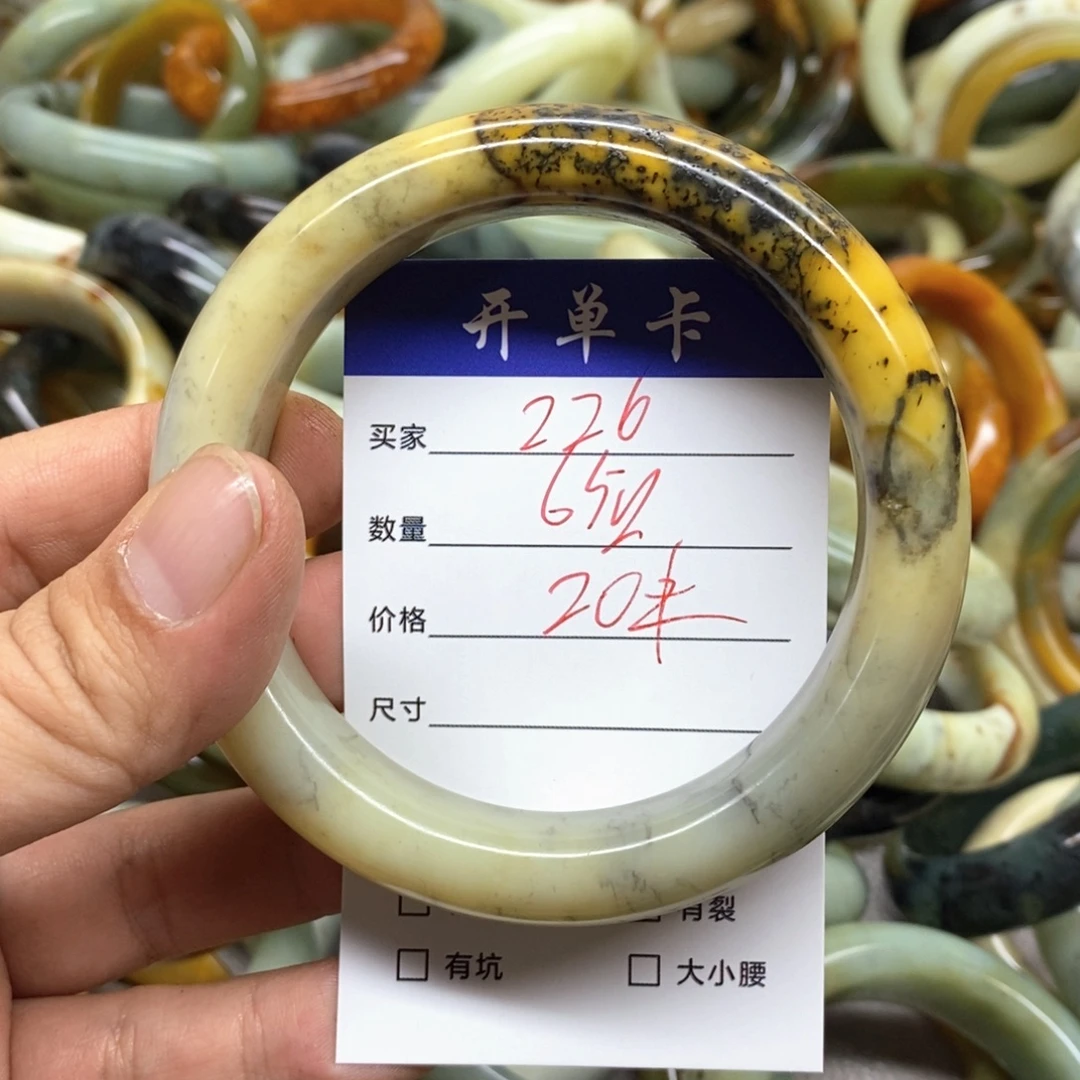 开单卡
买家 226
数量 65
价格 20
尺寸
有裂
有坑 大小腰